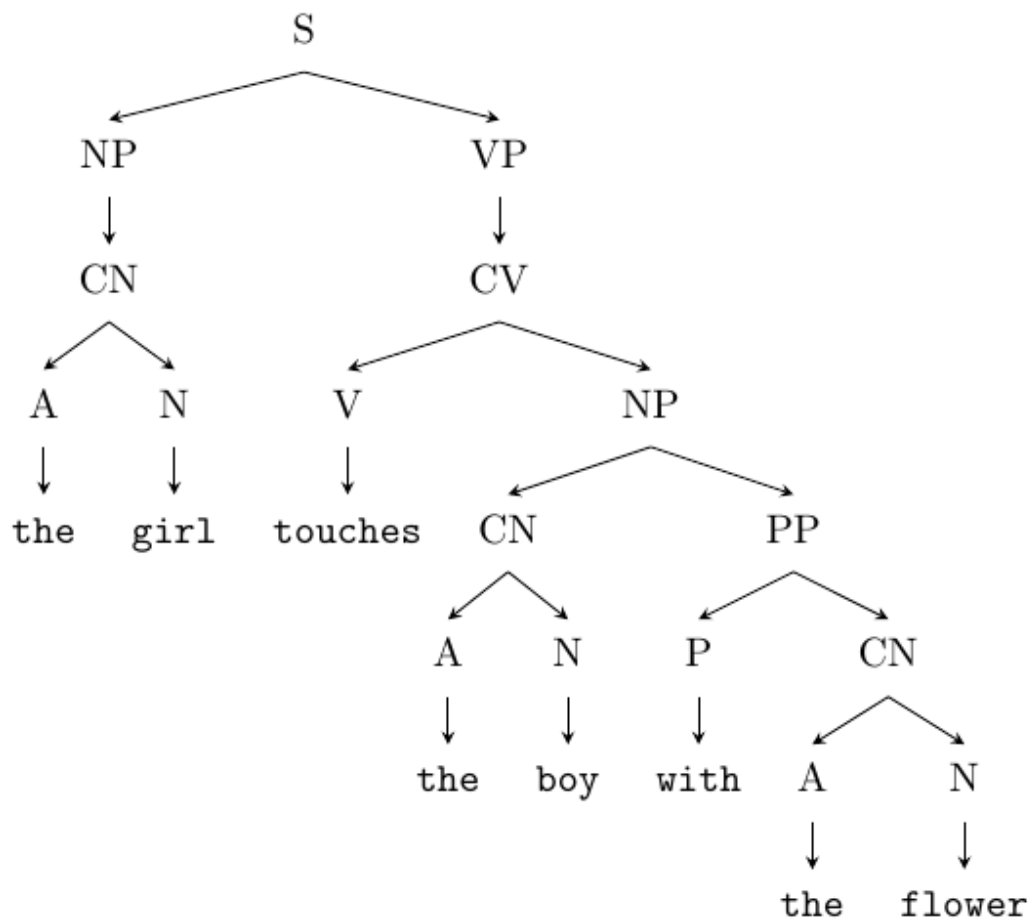 S
NP VP
CN CV
A N V NP
the girl touches CN PP
A N P CN
the boy with A N
the flower